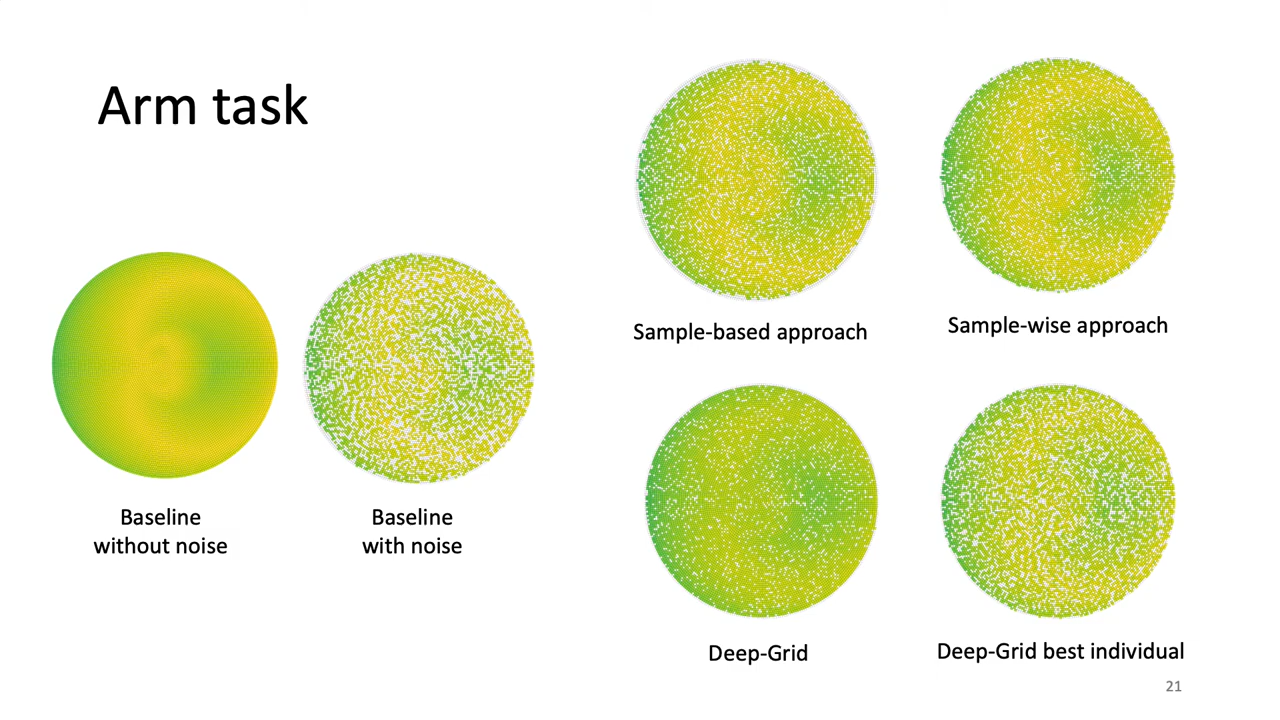 Arm task
Baseline
without noise
Baseline
with noise
Sample-based approach
Sample-wise approach
Deep-Grid
Deep-Grid best individual
21